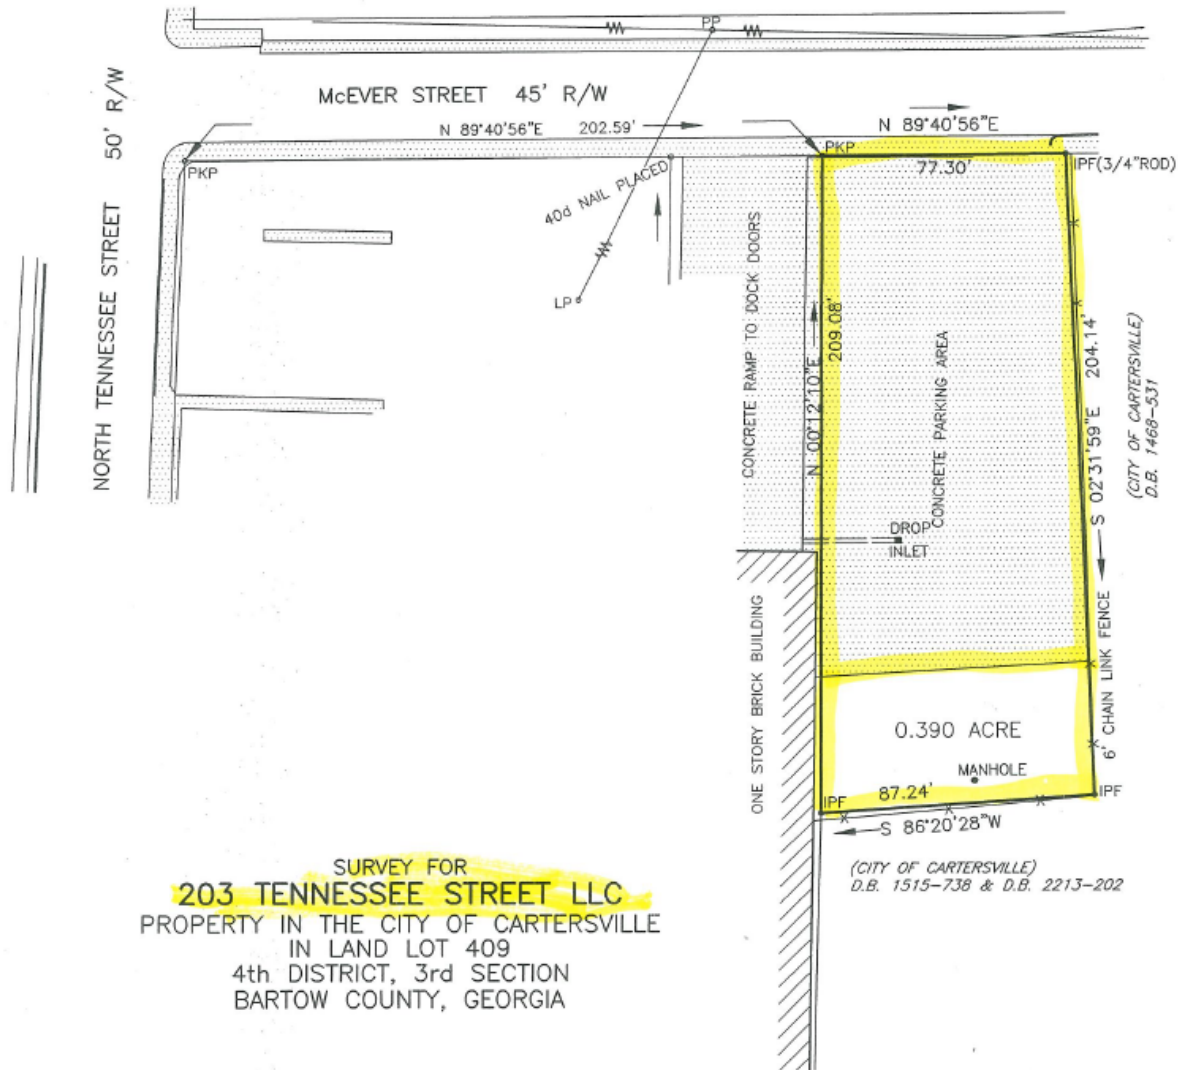 PP
McEVER STREET 45' R/W
N 89°40'56"E 202.59'
N 89°40'56"E
PKP
PKP
77.30'
IPF(3/4"ROD)
NORTH TENNESSEE STREET 50' R/W
40d NAIL PLACED
LP
CONCRETE RAMP TO DOCK DOORS
N 00°12'10"E
209.08'
CONCRETE PARKING AREA
S 02°31'59"E 204.14'
(CITY OF CARTERSVILLE)
D.B. 1468-531
DROP
INLET
ONE STORY BRICK BUILDING
6' CHAIN LINK FENCE
0.390 ACRE
MANHOLE
IPF
87.24'
IPF
S 86°20'28"W
(CITY OF CARTERSVILLE)
D.B. 1515-738 & D.B. 2213-202
SURVEY FOR
203 TENNESSEE STREET LLC
PROPERTY IN THE CITY OF CARTERSVILLE
IN LAND LOT 409
4th DISTRICT, 3rd SECTION
BARTOW COUNTY, GEORGIA